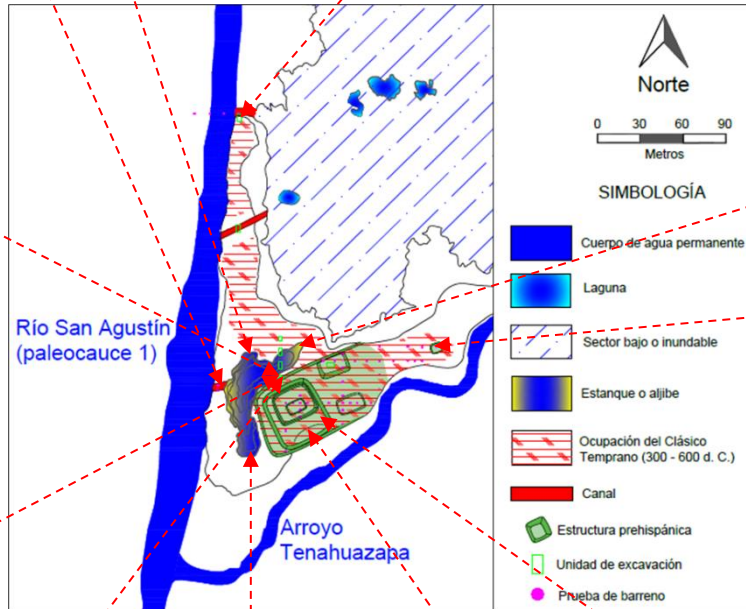 Norte
0 30 60 90
Metros
SIMBOLOGÍA
Cuerpo de agua permanente
Laguna
Sector bajo o inundable
Estanque o aljibe
Ocupación del Clásico
Temprano (300 - 600 d. C.)
Canal
Estructura prehispánica
Unidad de excavación
Prueba de barreno
Río San Agustín
(paleocauce 1)
Arroyo
Tenahuazapa